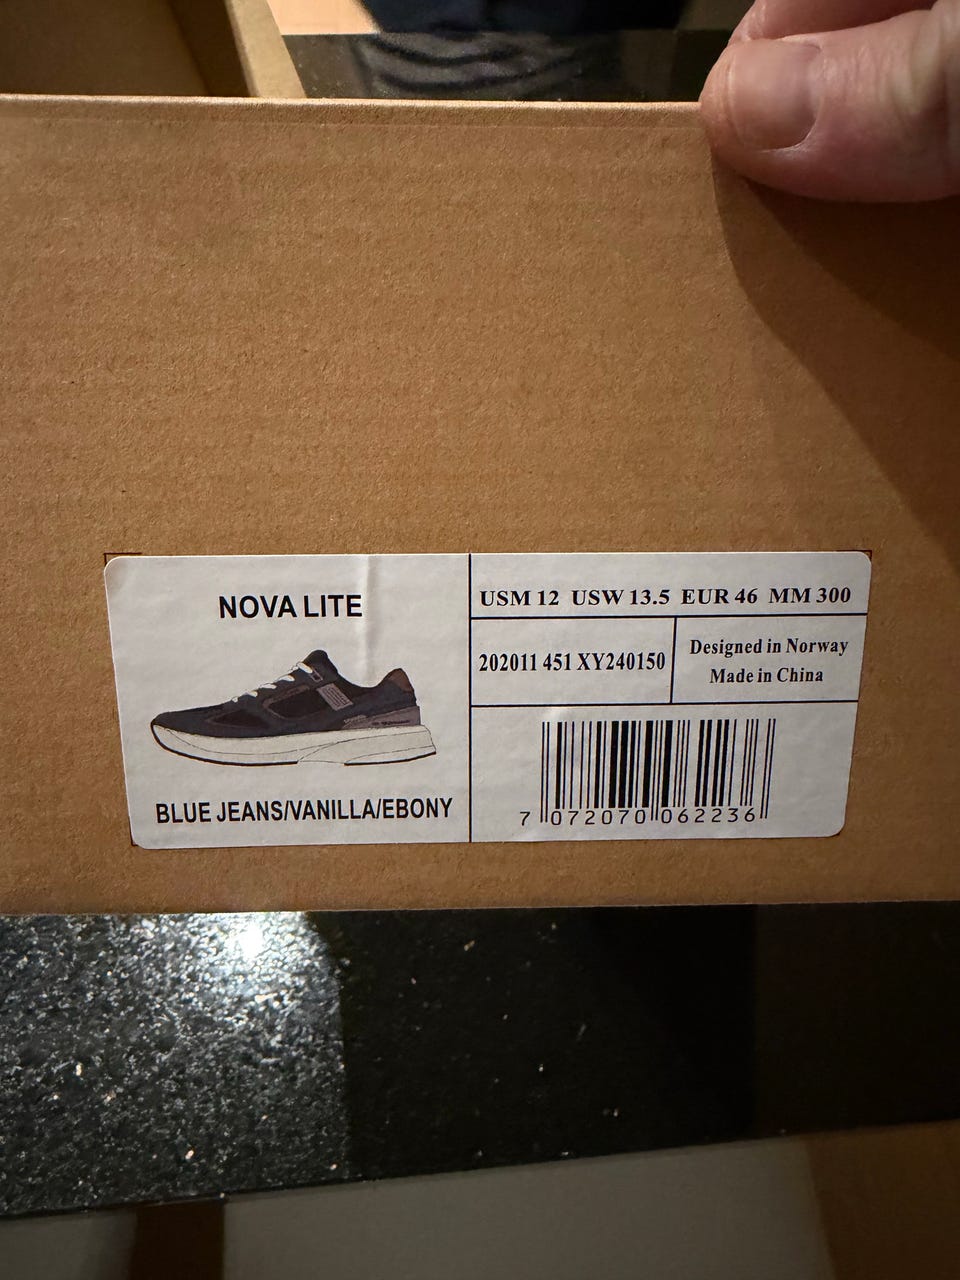 NOVA LITE
BLUE JEANS/VANILLA/EBONY
USM 12 USW 13.5 EUR 46 MM 300
202011 451 XY240150
Designed in Norway
Made in China
7 072070 062236